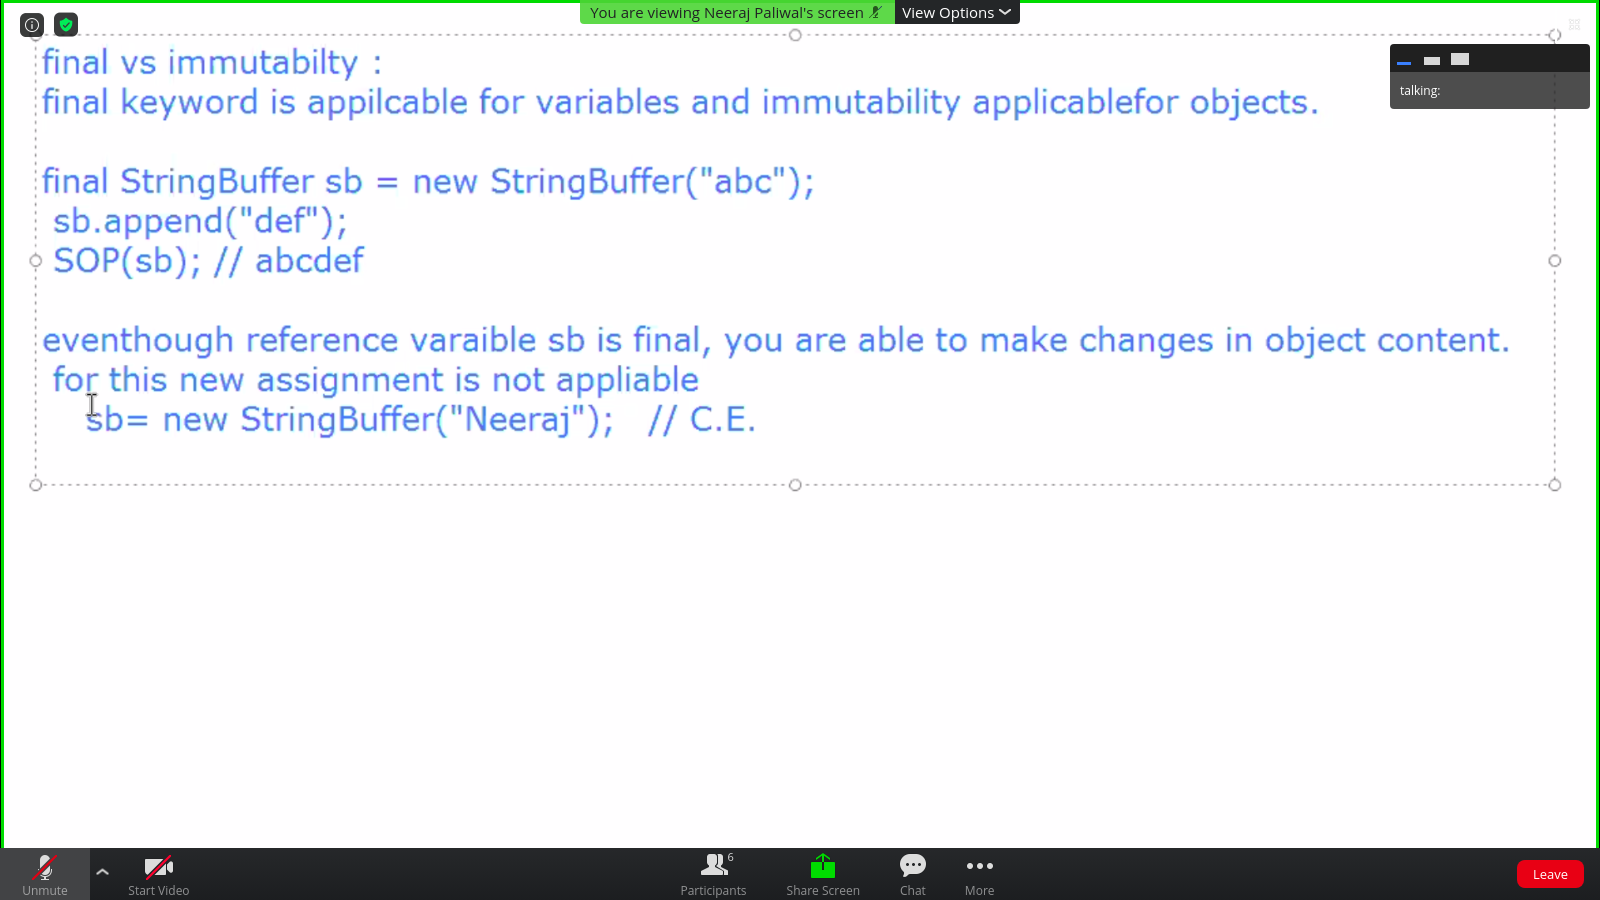 You are viewing Neeraj Paliwal's screen
View Options
talking:
final vs immutabilty :
final keyword is appilcable for variables and immutability applicablefor objects.
final StringBuffer sb = new StringBuffer("abc");
sb.append("def");
SOP(sb); // abcdef
eventhough reference varaible sb is final, you are able to make changes in object content.
for this new assignment is not appliable
sb= new StringBuffer("Neeraj"); // C.E.
Unmute
Start Video
Participants 6
Share Screen
Chat
More
Leave